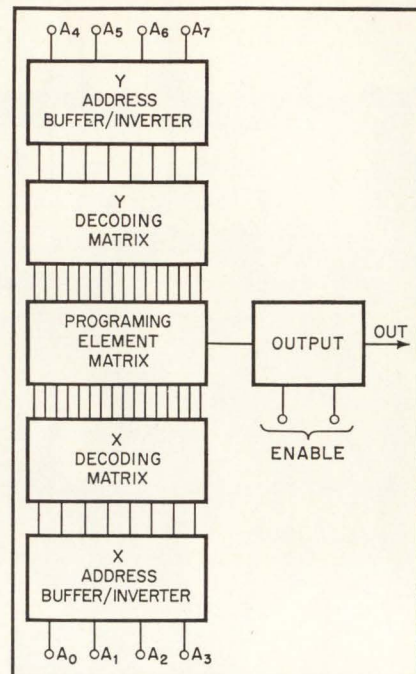 A4 A5 A6 A7
Y
ADDRESS
BUFFER/INVERTER
Y
DECODING
MATRIX
PROGRAMING
ELEMENT
MATRIX
OUTPUT
OUT
ENABLE
X
DECODING
MATRIX
X
ADDRESS
BUFFER/INVERTER
A0 A1 A2 A3